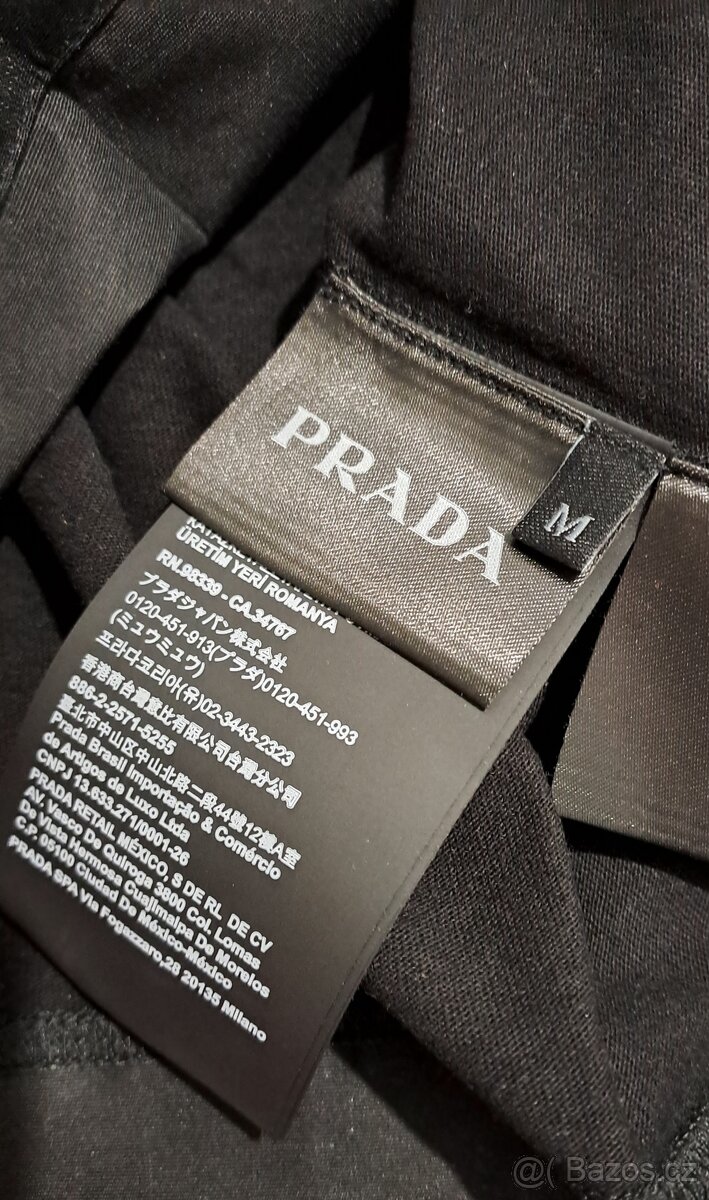 PRADA
M
ÜRETİM YERİ ROMANYA
RN.98339 - CA.34767
プラダジャパン株式会社
0120-451-913(プラダ)0120-451-993
(ミュウミュウ)
프라다코리아(유)02-3443-2323
香港商台灣壹比有限公司台灣分公司
886-2-2571-5255
臺北市中山區中山北路二段44號12樓A室
Prada Brasil Importação & Comércio
de Artigos de Luxo Ltda
CNPJ 13.633.271/0001-26
PRADA RETAIL MÉXICO, S DE RL DE CV
AV. Vasco De Quiroga 3800 Col. Lomas
De Vista Hermosa Cuajimalpa De Morelos
C.P. 05100 Ciudad De México-México
PRADA SPA Via Fogazzaro,28 20135 Milano
@( Bazos.cz